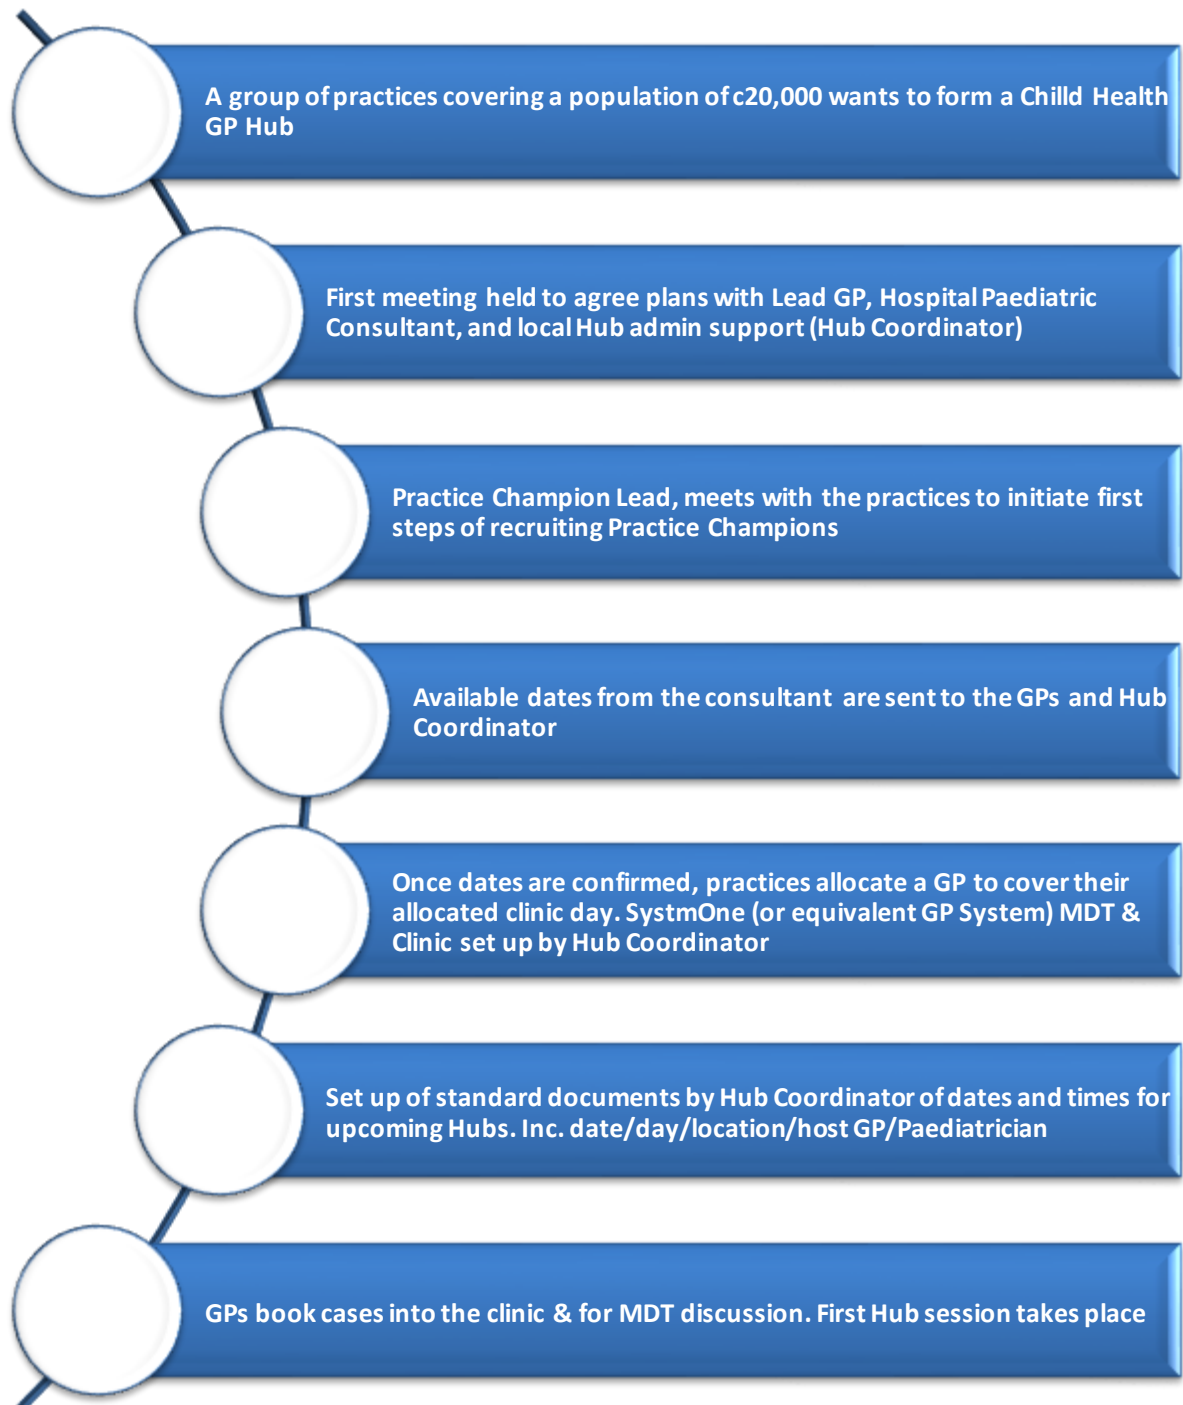 A group of practices covering a population of c20,000 wants to form a Chilld Health
GP Hub
First meeting held to agree plans with Lead GP, Hospital Paediatric
Consultant, and local Hub admin support (Hub Coordinator)
Practice Champion Lead, meets with the practices to initiate first
steps of recruiting Practice Champions
Available dates from the consultant are sent to the GPs and Hub
Coordinator
Once dates are confirmed, practices allocate a GP to cover their
allocated clinic day. SystmOne (or equivalent GP System) MDT &
Clinic set up by Hub Coordinator
Set up of standard documents by Hub Coordinator of dates and times for
upcoming Hubs. Inc. date/day/location/host GP/Paediatrician
GPs book cases into the clinic & for MDT discussion. First Hub session takes place